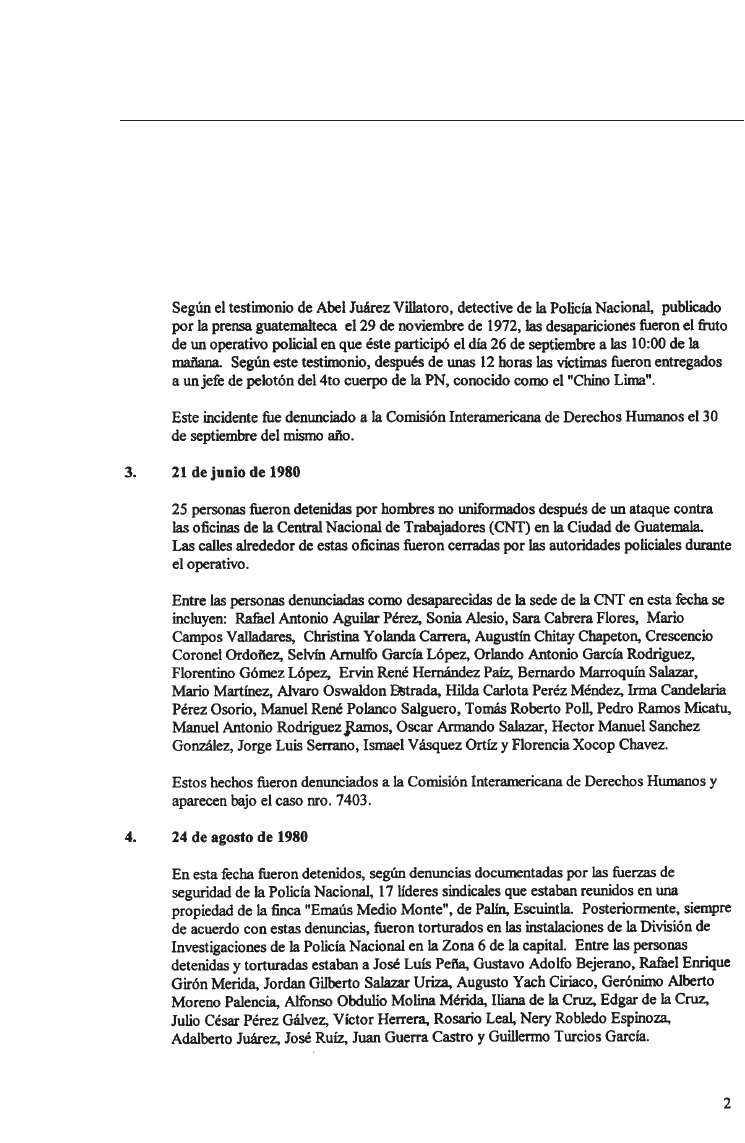 Según el testimonio de Abel Juárez Villatoro, detective de la Policía Nacional, publicado
por la prensa guatemalteca el 29 de noviembre de 1972, las desapariciones fueron el fruto
de un operativo policial en que éste participó el día 26 de septiembre a las 10:00 de la
mañana. Según este testimonio, después de unas 12 horas las víctimas fueron entregados
a un jefe de pelotón del 4to cuerpo de la PN, conocido como el "Chino Lima".
Este incidente fue denunciado a la Comisión Interamericana de Derechos Humanos el 30
de septiembre del mismo año.
3. 21 de junio de 1980
25 personas fueron detenidas por hombres no uniformados después de un ataque contra
las oficinas de la Central Nacional de Trabajadores (CNT) en la Ciudad de Guatemala.
Las calles alrededor de estas oficinas fueron cerradas por las autoridades policiales durante
el operativo.
Entre las personas denunciadas como desaparecidas de la sede de la CNT en esta fecha se
incluyen: Rafael Antonio Aguilar Pérez, Sonia Alesio, Sara Cabrera Flores, Mario
Campos Valladares, Christina Yolanda Carrera, Augustín Chitay Chapeton, Crescencio
Coronel Ordoñez, Selvín Arnulfo García López, Orlando Antonio García Rodriguez,
Florentino Gómez López, Ervin René Hernández Paíz, Bernardo Marroquín Salazar,
Mario Martínez, Alvaro Oswaldon Estrada, Hilda Carlota Peréz Méndez, Irma Candelaria
Pérez Osorio, Manuel René Polanco Salguero, Tomás Roberto Poll, Pedro Ramos Micatu,
Manuel Antonio Rodriguez Ramos, Oscar Armando Salazar, Hector Manuel Sanchez
González, Jorge Luis Serrano, Ismael Vásquez Ortíz y Florencia Xocop Chavez.
Estos hechos fueron denunciados a la Comisión Interamericana de Derechos Humanos y
aparecen bajo el caso nro. 7403.
4. 24 de agosto de 1980
En esta fecha fueron detenidos, según denuncias documentadas por las fuerzas de
seguridad de la Policía Nacional, 17 líderes sindicales que estaban reunidos en una
propiedad de la finca "Emaús Medio Monte", de Palín, Escuintla. Posteriormente, siempre
de acuerdo con estas denuncias, fueron torturados en las instalaciones de la División de
Investigaciones de la Policía Nacional en la Zona 6 de la capital. Entre las personas
detenidas y torturadas estaban a José Luís Peña, Gustavo Adolfo Bejerano, Rafael Enrique
Girón Merida, Jordan Gilberto Salazar Uriza, Augusto Yach Ciriaco, Gerónimo Alberto
Moreno Palencia, Alfonso Obdulio Molina Mérida, Iliana de la Cruz, Edgar de la Cruz,
Julio César Pérez Gálvez, Víctor Herrera, Rosario Leal, Nery Robledo Espinoza,
Adalberto Juárez, José Ruíz, Juan Guerra Castro y Guillermo Turcios García.
2